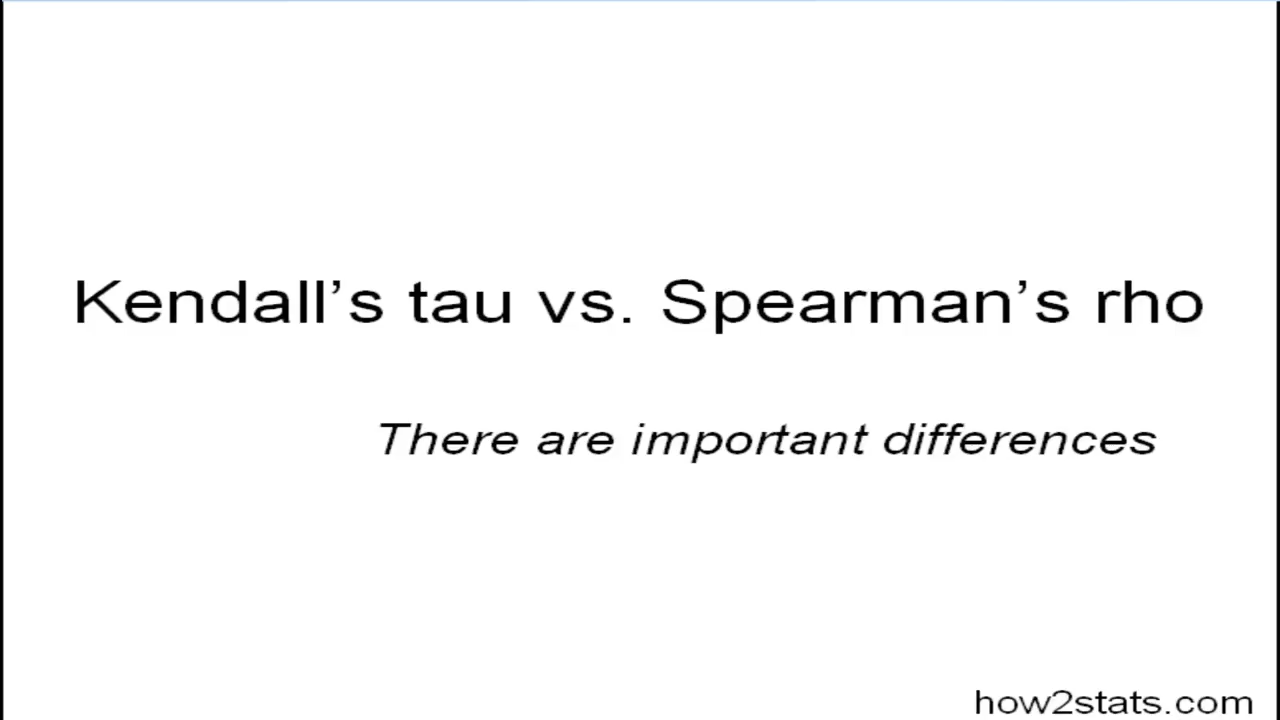 Kendall’s tau vs. Spearman’s rho
There are important differences
how2stats.com